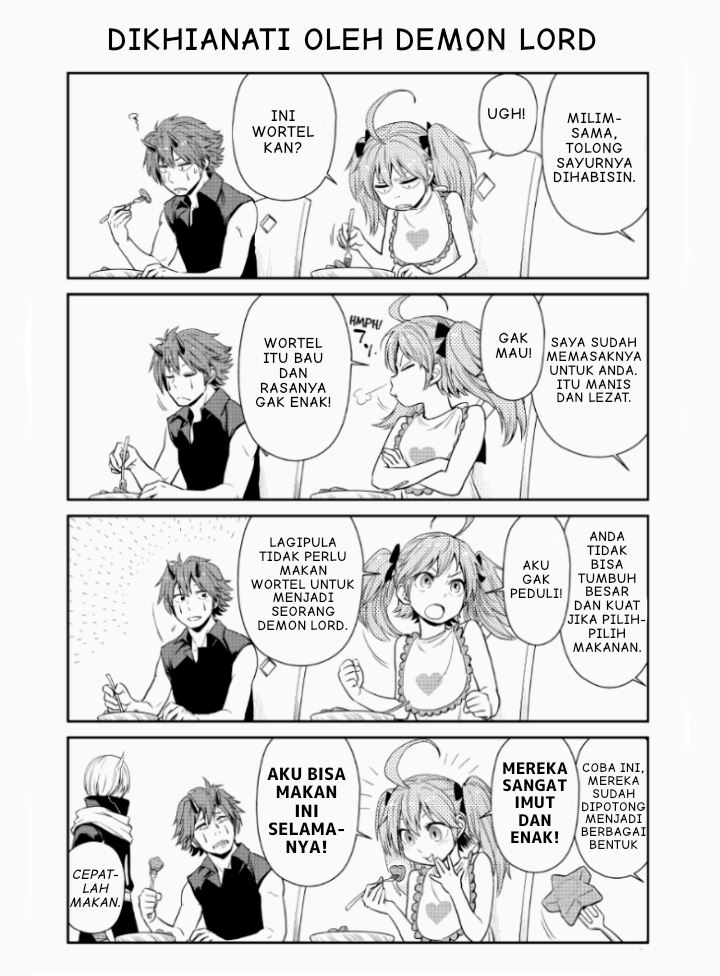 DIKHIANATI OLEH DEMON LORD
MILIM-
SAMA,
TOLONG
SAYURNYA
DIHABISIN.
UGH!
INI
WORTEL
KAN?
SAYA SUDAH
MEMASAKNYA
UNTUK ANDA.
ITU MANIS
DAN LEZAT.
GAK
MAU!
HMPH!
WORTEL
ITU BAU
DAN
RASANYA
GAK ENAK!
ANDA
TIDAK
BISA
TUMBUH
BESAR
DAN KUAT
JIKA PILIH-
PILIH
MAKANAN.
AKU
GAK
PEDULI!
LAGIPULA
TIDAK PERLU
MAKAN
WORTEL UNTUK
MENJADI
SEORANG
DEMON LORD.
COBA INI,
MEREKA
SUDAH
DIPOTONG
MENJADI
BERBAGAI
BENTUK
MEREKA
SANGAT
IMUT
DAN
ENAK!
AKU BISA
MAKAN
INI
SELAMA-
NYA!
CEPAT-
LAH
MAKAN.